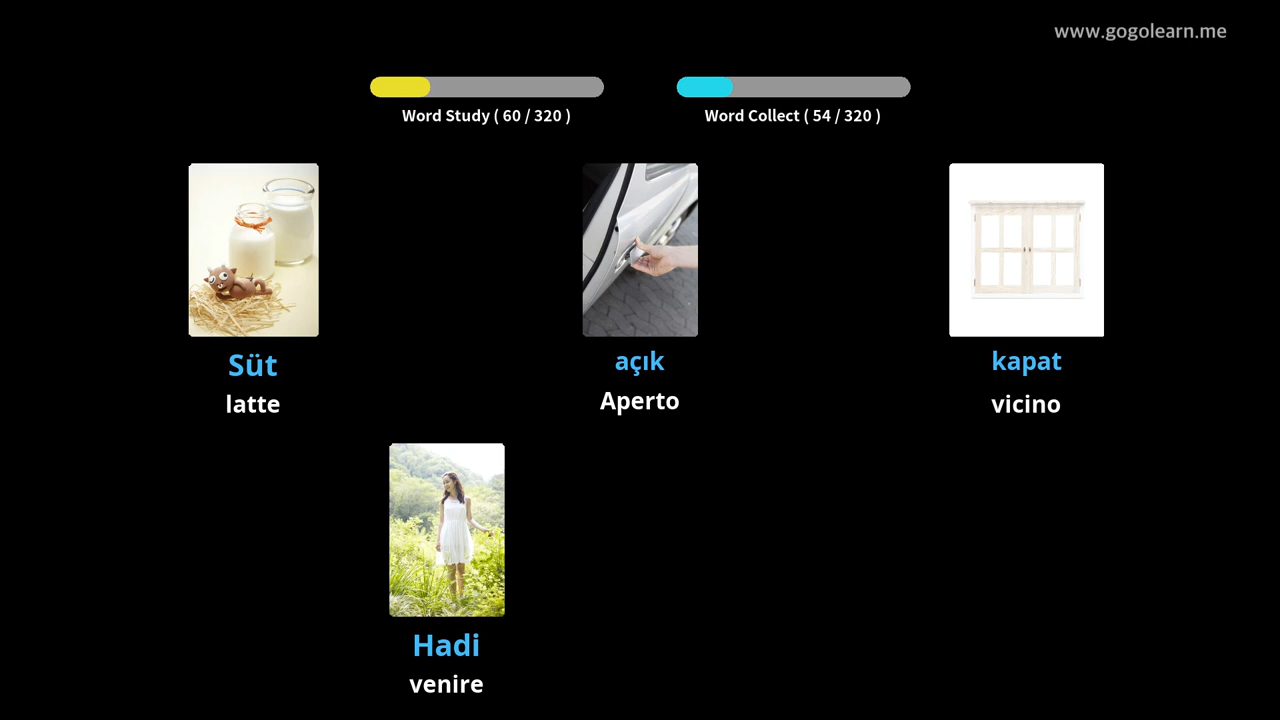 www.gogolearn.me
Word Study ( 60 / 320 )
Word Collect ( 54 / 320 )
Süt
latte
açık
Aperto
kapat
vicino
Hadi
venire